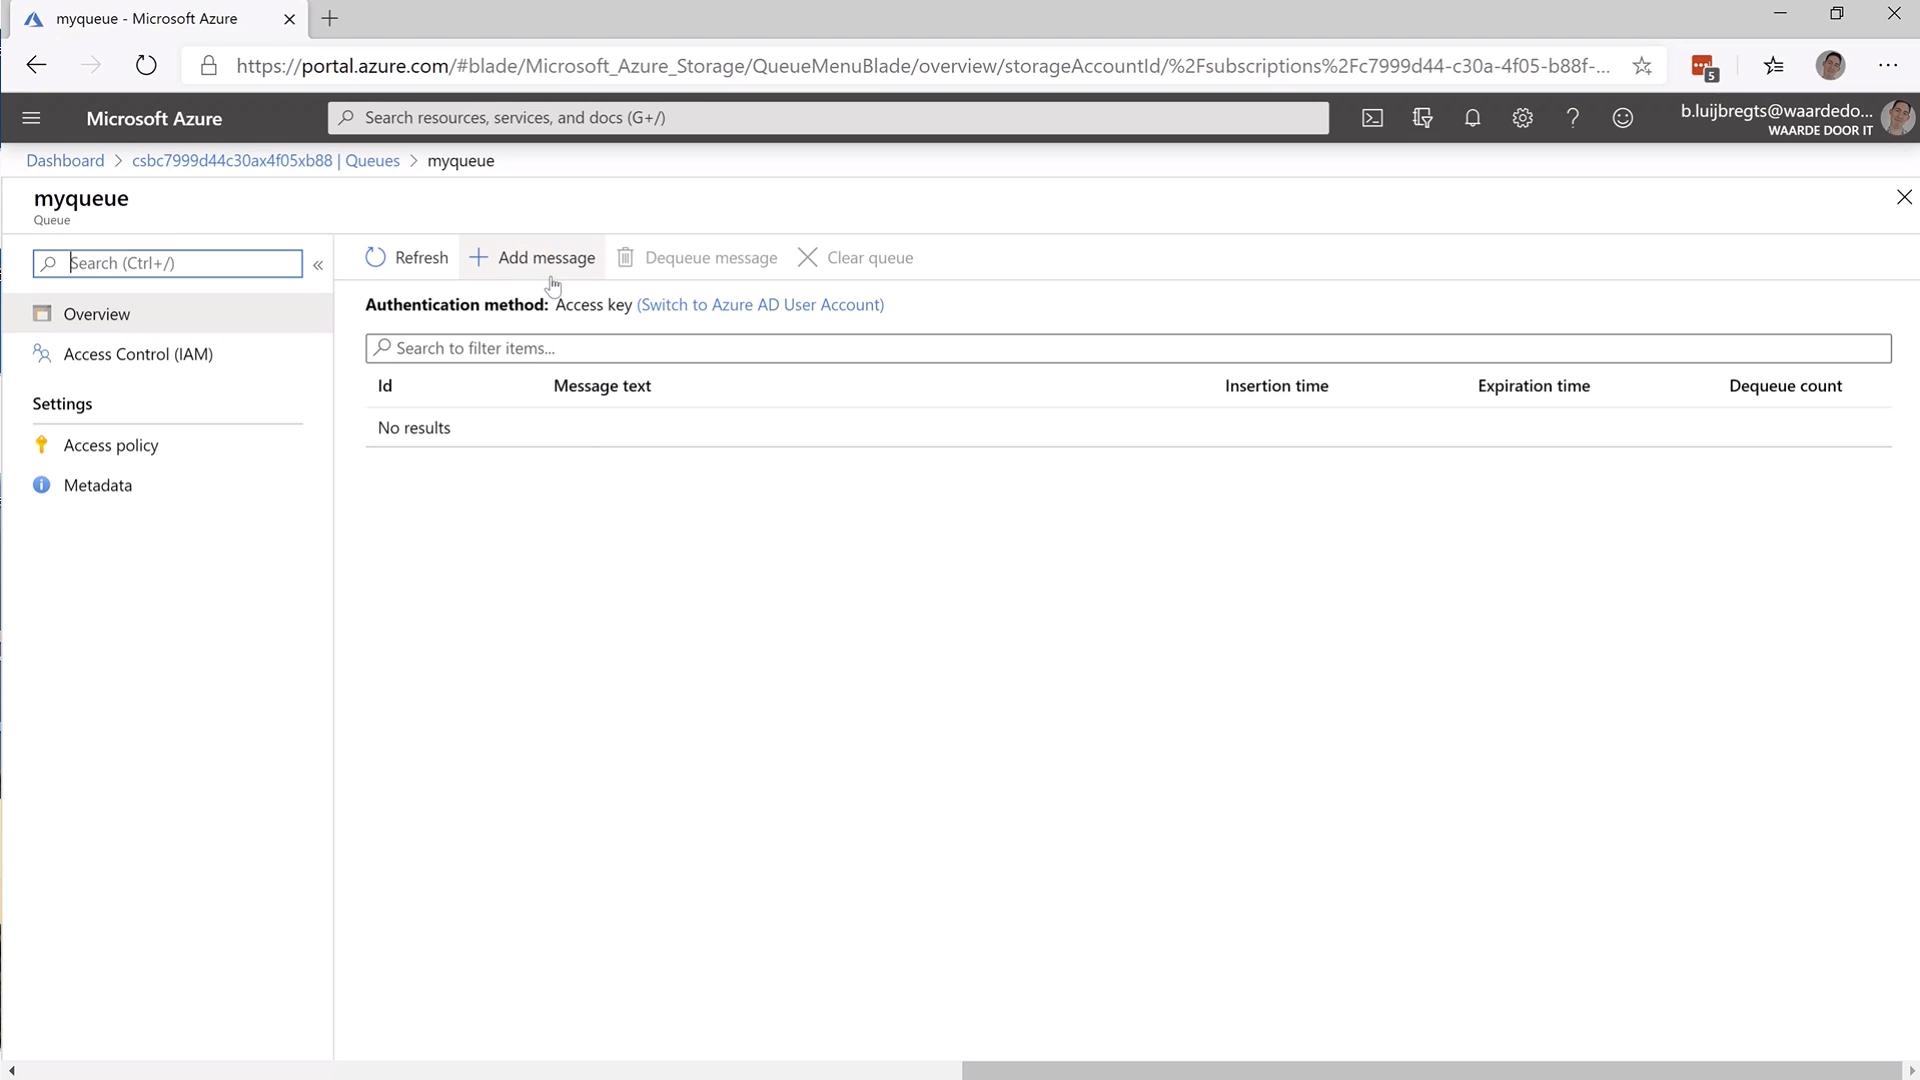 myqueue - Microsoft Azure
https://portal.azure.com/#blade/Microsoft_Azure_Storage/QueueMenuBlade/overview/storageAccountId/%2Fsubscriptions%2Fc7999d44-c30a-4f05-b88f-...
5
Microsoft Azure
Search resources, services, and docs (G+/)
b.luijbregts@waardedo...
WAARDE DOOR IT
Dashboard > csbc7999d44c30ax4f05xb88 | Queues > myqueue
myqueue
Queue
Search (Ctrl+/)
«
Refresh
Add message
Dequeue message
Clear queue
Overview
Access Control (IAM)
Settings
Access policy
Metadata
Authentication method: Access key (Switch to Azure AD User Account)
Search to filter items...
Id Message text Insertion time Expiration time Dequeue count
No results